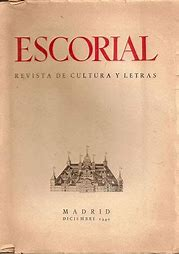 ESCORIAL
REVISTA DE CULTURA Y LETRAS
MADRID
DICIEMBRE